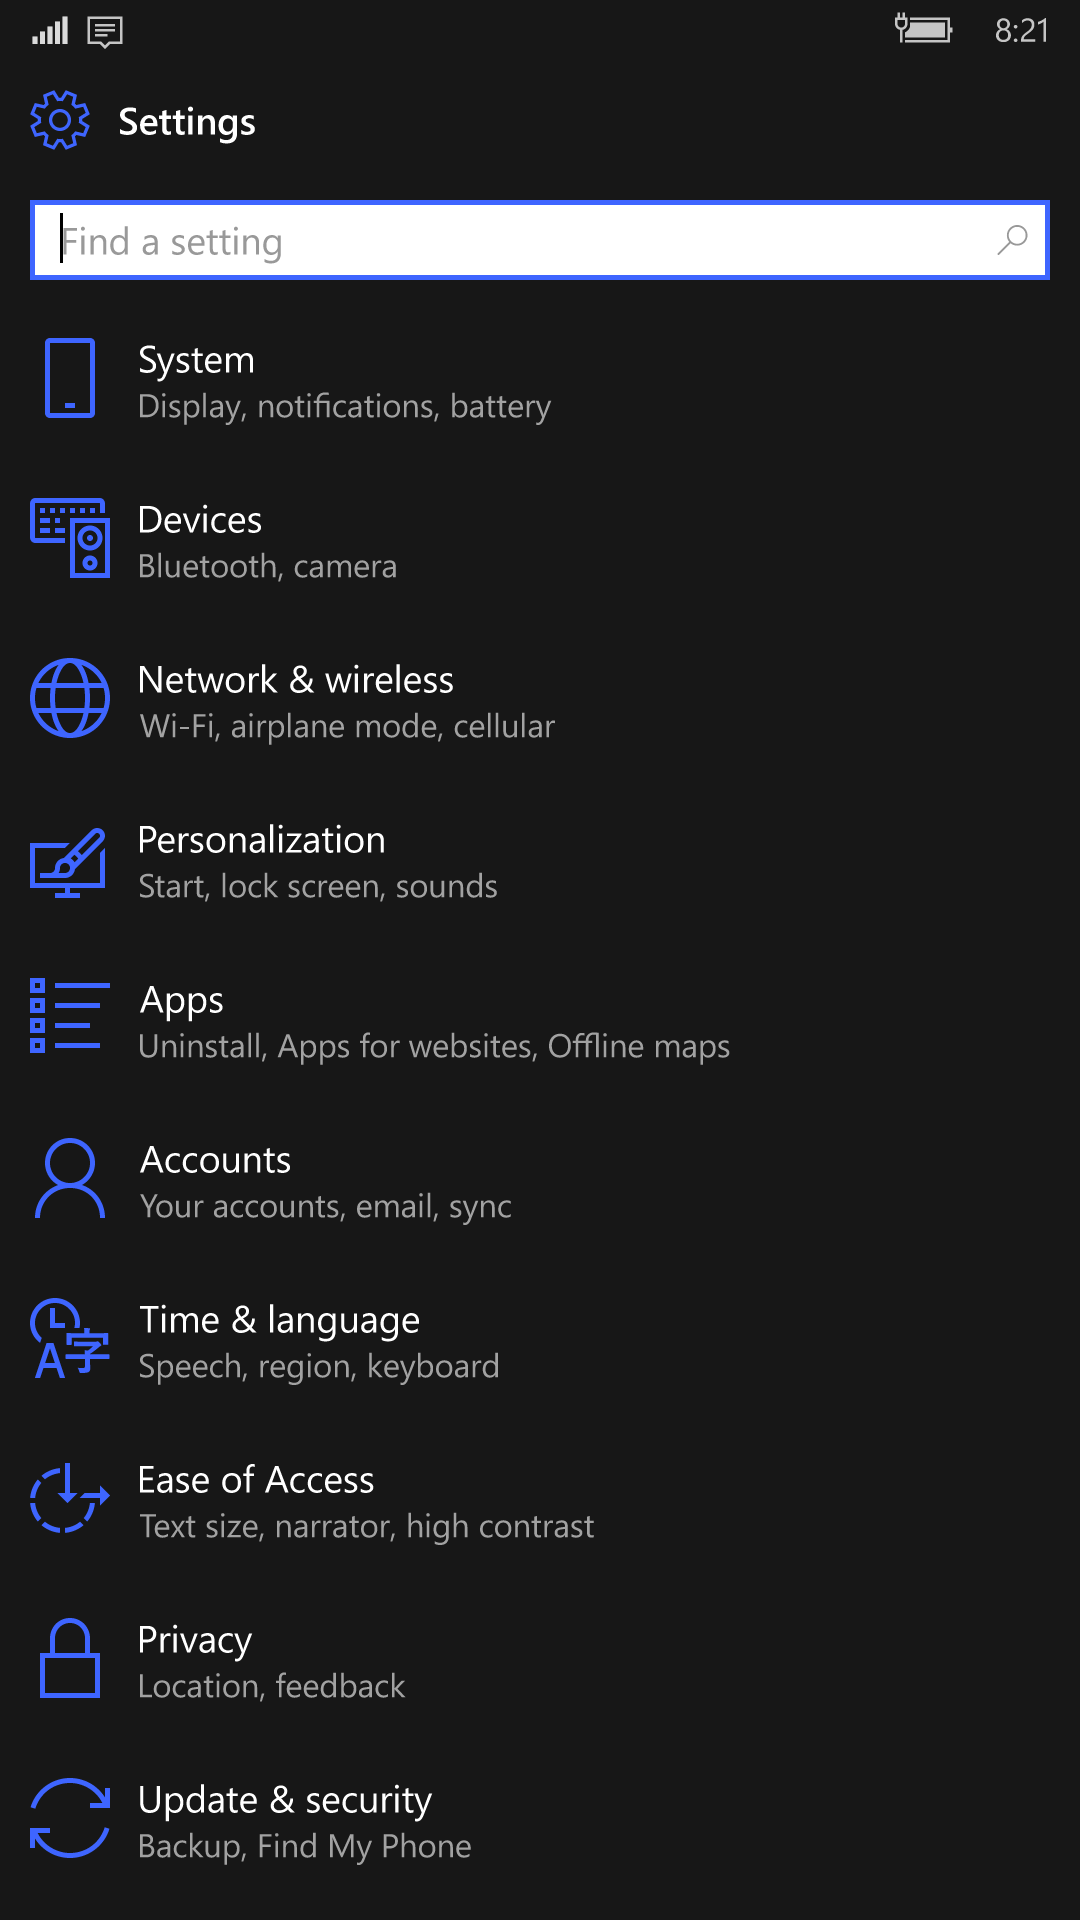 8:21
Settings
Find a setting
System
Display, notifications, battery
Devices
Bluetooth, camera
Network & wireless
Wi-Fi, airplane mode, cellular
Personalization
Start, lock screen, sounds
Apps
Uninstall, Apps for websites, Offline maps
Accounts
Your accounts, email, sync
Time & language
Speech, region, keyboard
Ease of Access
Text size, narrator, high contrast
Privacy
Location, feedback
Update & security
Backup, Find My Phone